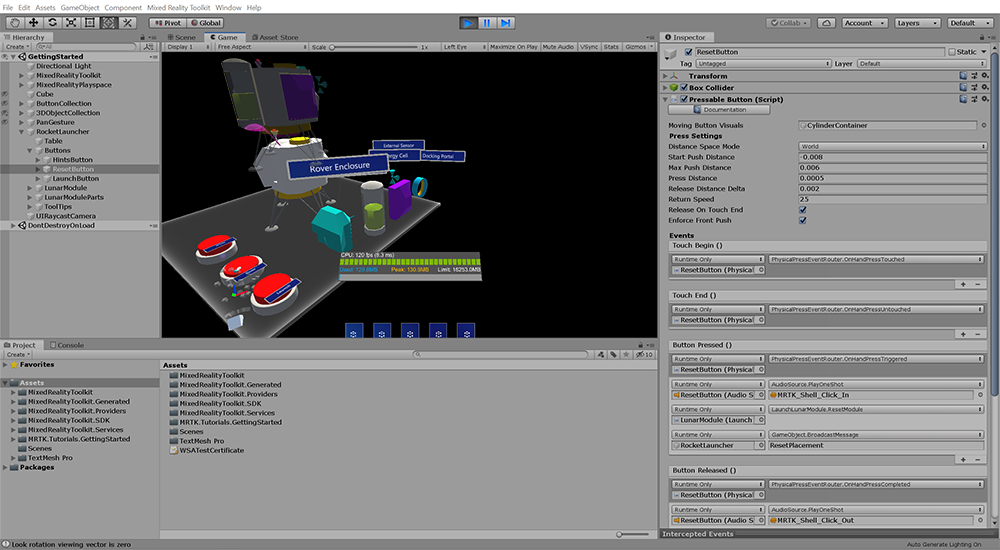 File Edit Assets GameObject Component Mixed Reality Toolkit Window Help
Pivot Global Collab Account Layers Default
Hierarchy
Create All
GettingStarted
Directional Light
MixedRealityToolkit
MixedRealityPlayspace
Cube
ButtonCollection
3DObjectCollection
PanGesture
RocketLauncher
Table
Buttons
HintsButton
ResetButton
LaunchButton
LunarModule
LunarModuleParts
ToolTips
UIRaycastCamera
DontDestroyOnLoad
Scene Game Asset Store
Display 1 Free Aspect Scale 1x Left Eye Maximize On Play Mute Audio VSync Stats Gizmos
External Sensor
ergy Cell
Docking Portal
Rover Enclosure
CPU: 120 fps (8.3 ms)
Limit: 16253.0MB
Project Console
Create
10
Favorites
Assets
MixedRealityToolkit
MixedRealityToolkit.Generated
MixedRealityToolkit.Providers
MixedRealityToolkit.SDK
MixedRealityToolkit.Services
MRTK.Tutorials.GettingStarted
Scenes
TextMesh Pro
Packages
Assets
MixedRealityToolkit
MixedRealityToolkit.Generated
MixedRealityToolkit.Providers
MixedRealityToolkit.SDK
MixedRealityToolkit.Services
MRTK.Tutorials.GettingStarted
Scenes
TextMesh Pro
WSATestCertificate
Inspector
ResetButton Static
Tag Untagged Layer Default
Transform
Box Collider
Pressable Button (Script)
Documentation
Moving Button Visuals CylinderContainer
Press Settings
Distance Space Mode World
Start Push Distance -0.008
Max Push Distance 0.006
Press Distance 0.0005
Release Distance Delta 0.002
Return Speed 25
Release On Touch End
Enforce Front Push
Events
Touch Begin ()
Runtime Only PhysicalPressEventRouter.OnHandPressTouched
ResetButton (Physical
Touch End ()
Runtime Only PhysicalPressEventRouter.OnHandPressUntouched
ResetButton (Physical
Button Pressed ()
Runtime Only PhysicalPressEventRouter.OnHandPressTriggered
ResetButton (Physical
Runtime Only AudioSource.PlayOneShot
ResetButton (Audio S MRTK_Shell_Click_In
Runtime Only LaunchLunarModule.ResetModule
LunarModule (Launch
Runtime Only GameObject.BroadcastMessage
RocketLauncher ResetPlacement
Button Released ()
Runtime Only PhysicalPressEventRouter.OnHandPressCompleted
ResetButton (Physical
Runtime Only AudioSource.PlayOneShot
ResetButton (Audio S MRTK_Shell_Click_Out
Intercepted Events
Look rotation viewing vector is zero
Auto Generate Lighting On